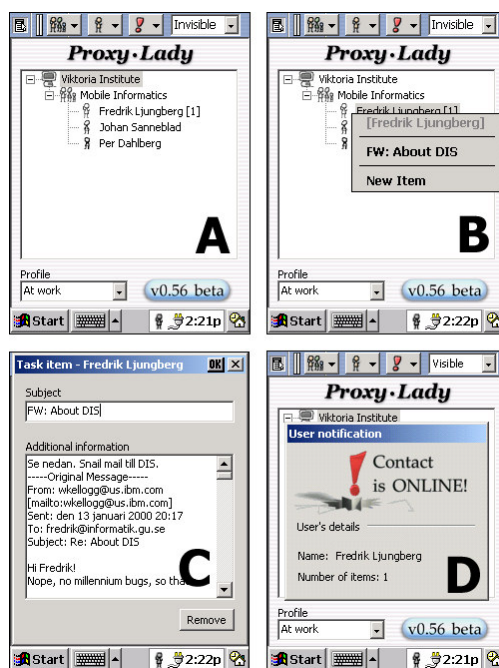 Invisible
Proxy·Lady
Viktoria Institute
Mobile Informatics
Fredrik Ljungberg [1]
Johan Sanneblad
Per Dahlberg
A
Profile
At work
v0.56 beta
Start
2:21p
Invisible
Proxy·Lady
Viktoria Institute
Mobile Informatics
Fredrik Ljungberg [1]
[Fredrik Ljungberg]
FW: About DIS
New Item
B
Profile
At work
v0.56 beta
Start
2:22p
Task item - Fredrik Ljungberg OK
Subject
FW: About DIS
Additional information
Se nedan. Snail mail till DIS.
-----Original Message-----
From: wkellogg@us.ibm.com
[mailto:wkellogg@us.ibm.com]
Sent: den 13 januari 2000 20:17
To: fredrik@informatik.gu.se
Subject: Re: About DIS
Hi Fredrik!
Nope, no millennium bugs, so
C
Remove
Start
2:22p
Visible
Proxy·Lady
Viktoria Institute
User notification
Contact
is ONLINE!
User's details
Name: Fredrik Ljungberg
Number of items: 1
D
Profile
At work
v0.56 beta
Start
2:21p